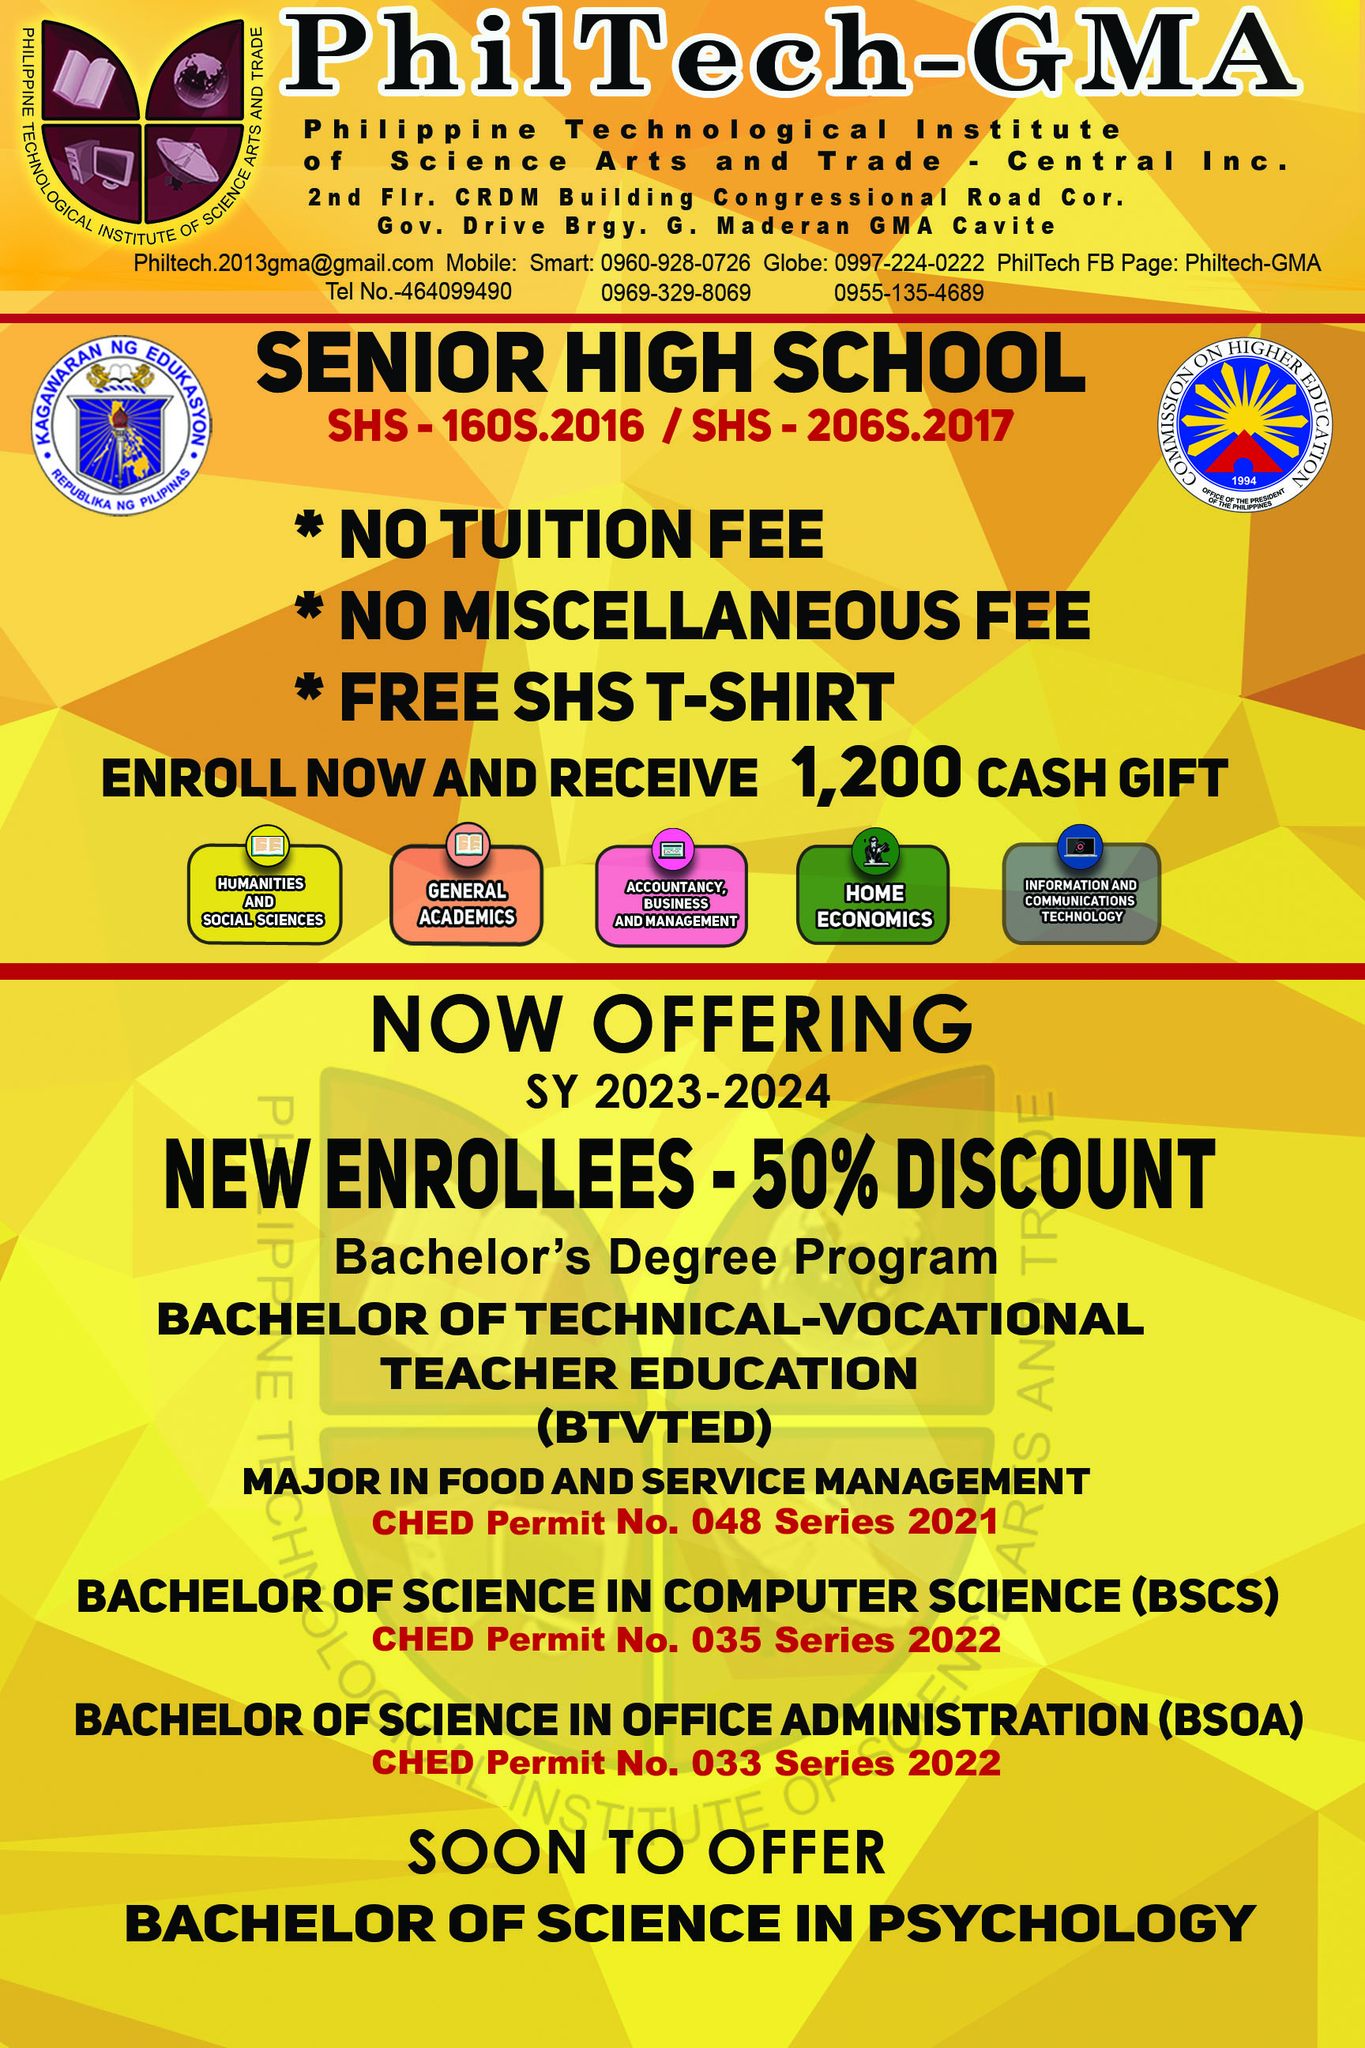 PHILIPPINE TECHNOLOGICAL INSTITUTE OF SCIENCE ARTS AND TRADE
PhilTech-GMA
Philippine Technological Institute
of Science Arts and Trade - Central Inc.
2nd Flr. CRDM Building Congressional Road Cor.
Gov. Drive Brgy. G. Maderan GMA Cavite
Philtech.2013gma@gmail.com Mobile: Smart: 0960-928-0726 Globe: 0997-224-0222 PhilTech FB Page: Philtech-GMA
Tel No.-464099490 0969-329-8069 0955-135-4689
KAGAWARAN NG EDUKASYON
REPUBLIKA NG PILIPINAS
SENIOR HIGH SCHOOL
SHS - 160S.2016 / SHS - 206S.2017
COMMISSION ON HIGHER EDUCATION
1994
OFFICE OF THE PRESIDENT
OF THE PHILIPPINES
* NO TUITION FEE
* NO MISCELLANEOUS FEE
* FREE SHS T-SHIRT
ENROLL NOW AND RECEIVE 1,200 CASH GIFT
HUMANITIES
AND
SOCIAL SCIENCES
GENERAL
ACADEMICS
ACCOUNTANCY,
BUSINESS
AND MANAGEMENT
HOME
ECONOMICS
INFORMATION AND
COMMUNICATIONS
TECHNOLOGY
NOW OFFERING
SY 2023-2024
NEW ENROLLEES - 50% DISCOUNT
Bachelor's Degree Program
BACHELOR OF TECHNICAL-VOCATIONAL
TEACHER EDUCATION
(BTVTED)
MAJOR IN FOOD AND SERVICE MANAGEMENT
CHED Permit No. 048 Series 2021
BACHELOR OF SCIENCE IN COMPUTER SCIENCE (BSCS)
CHED Permit No. 035 Series 2022
BACHELOR OF SCIENCE IN OFFICE ADMINISTRATION (BSOA)
CHED Permit No. 033 Series 2022
SOON TO OFFER
BACHELOR OF SCIENCE IN PSYCHOLOGY
PHILIPPINE TECHNOLOGICAL INSTITUTE OF SCIENCE ARTS AND TRADE